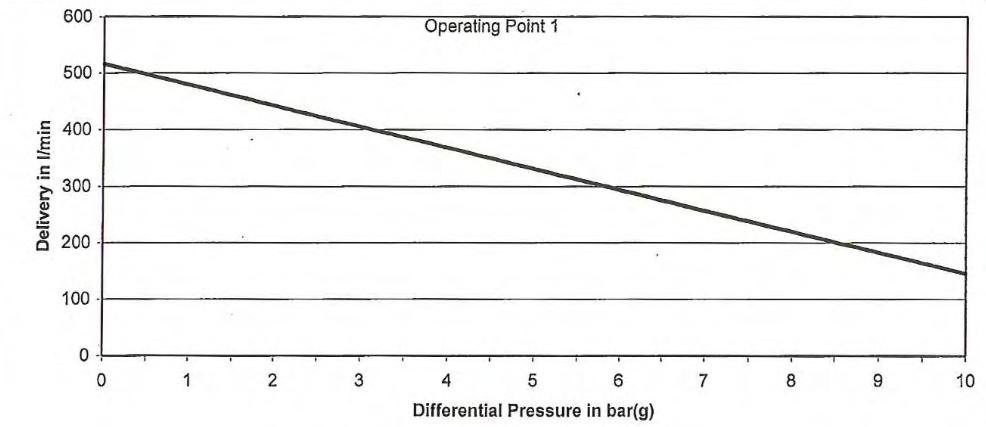 Operating Point 1
600
500
400
300
200
100
0
Delivery in l/min
0 1 2 3 4 5 6 7 8 9 10
Differential Pressure in bar(g)